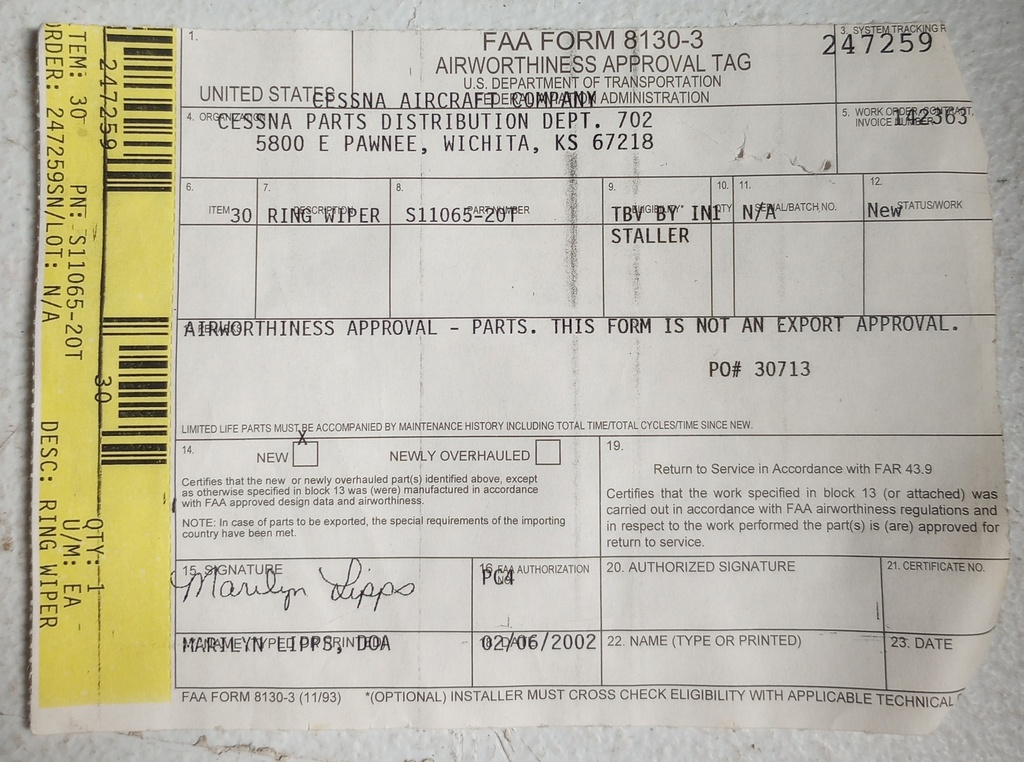 ITEM: 30 PN: S11065-20T DESC: RING WIPER
ORDER: 247259SN/LOT: N/A
QTY: 1
U/M: EA
247259
30
1.
UNITED STATES
FAA FORM 8130-3
AIRWORTHINESS APPROVAL TAG
U.S. DEPARTMENT OF TRANSPORTATION
FEDERAL AVIATION ADMINISTRATION
3. SYSTEM TRACKING R
247259
4. ORGANIZATION
CESSNA AIRCRAFT COMPANY
CESSNA PARTS DISTRIBUTION DEPT. 702
5800 E PAWNEE, WICHITA, KS 67218
5. WORK ORDER, CONTRACT,
INVOICE NUMBER
142363
6. 7. 8. 9. 10. 11. 12.
ITEM DESCRIPTION PART NUMBER ELIGIBILITY* QTY SERIAL/BATCH NO. STATUS/WORK
30 RING WIPER S11065-20T TBV BY IN1 N/A New
STALLER
AIRWORTHINESS APPROVAL - PARTS. THIS FORM IS NOT AN EXPORT APPROVAL.
PO# 30713
LIMITED LIFE PARTS MUST BE ACCOMPANIED BY MAINTENANCE HISTORY INCLUDING TOTAL TIME/TOTAL CYCLES/TIME SINCE NEW.
14.
X
NEW NEWLY OVERHAULED
Certifies that the new or newly overhauled part(s) identified above, except
as otherwise specified in block 13 was (were) manufactured in accordance
with FAA approved design data and airworthiness.
NOTE: In case of parts to be exported, the special requirements of the importing
country have been met.
19.
Return to Service in Accordance with FAR 43.9
Certifies that the work specified in block 13 (or attached) was
carried out in accordance with FAA airworthiness regulations and
in respect to the work performed the part(s) is (are) approved for
return to service.
15. SIGNATURE
Marilyn Lipps
16. FAA AUTHORIZATION
NO.
PC4
20. AUTHORIZED SIGNATURE
21. CERTIFICATE NO.
MARILYN LIPPS, DOA
02/06/2002
22. NAME (TYPE OR PRINTED)
23. DATE
FAA FORM 8130-3 (11/93) *(OPTIONAL) INSTALLER MUST CROSS CHECK ELIGIBILITY WITH APPLICABLE TECHNICAL